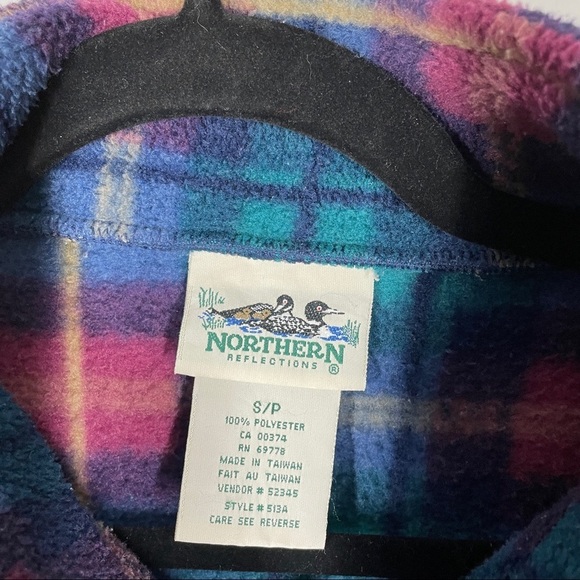 NORTHERN
REFLECTIONS ®
S/P
100% POLYESTER
CA 00374
RN 69778
MADE IN TAIWAN
FAIT AU TAIWAN
VENDOR # 52345
STYLE # 513A
CARE SEE REVERSE